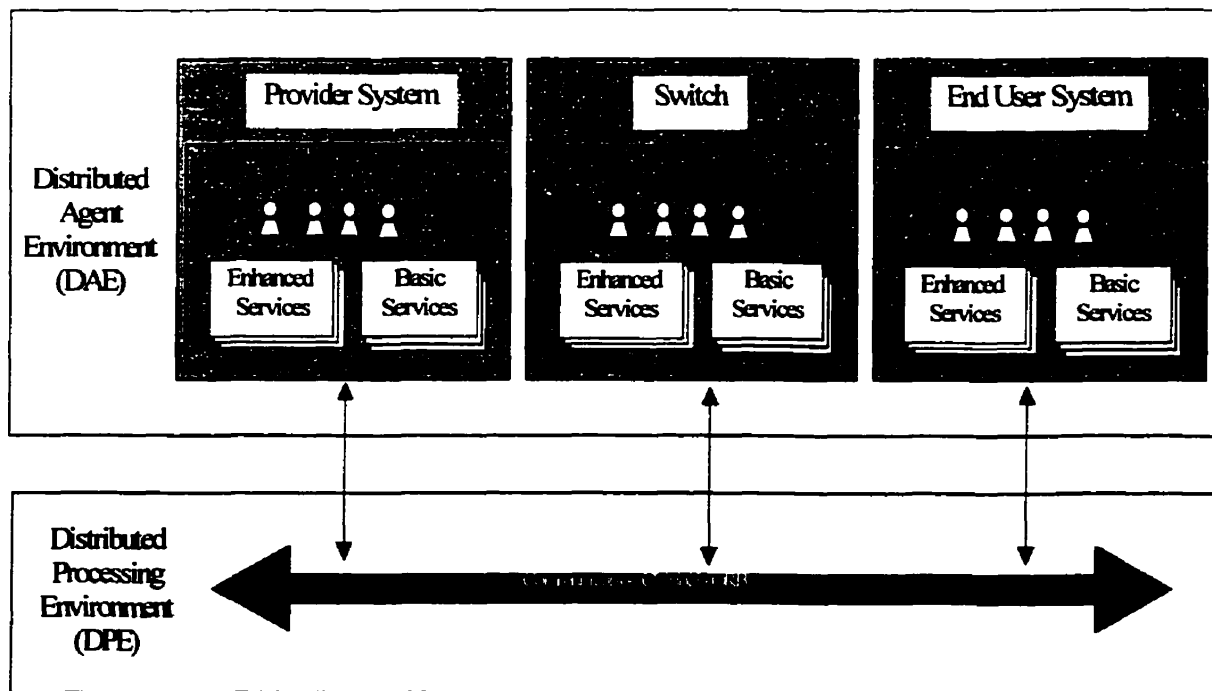 Provider System
Switch
End User System
Distributed
Agent
Environment
(DAE)
Enhanced
Services
Basic
Services
Enhanced
Services
Basic
Services
Enhanced
Services
Basic
Services
Distributed
Processing
Environment
(DPE)